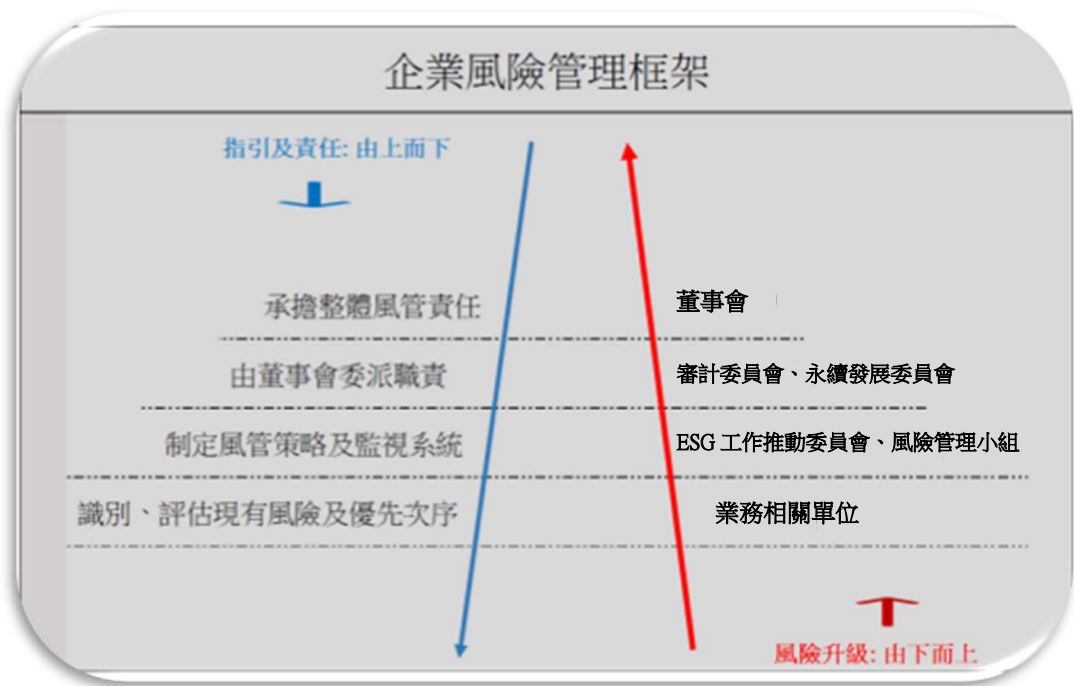 企業風險管理框架
指引及責任: 由上而下
承擔整體風管責任
董事會
由董事會委派職責
審計委員會、永續發展委員會
制定風管策略及監視系統
ESG 工作推動委員會、風險管理小組
識別、評估現有風險及優先次序
業務相關單位
風險升級: 由下而上